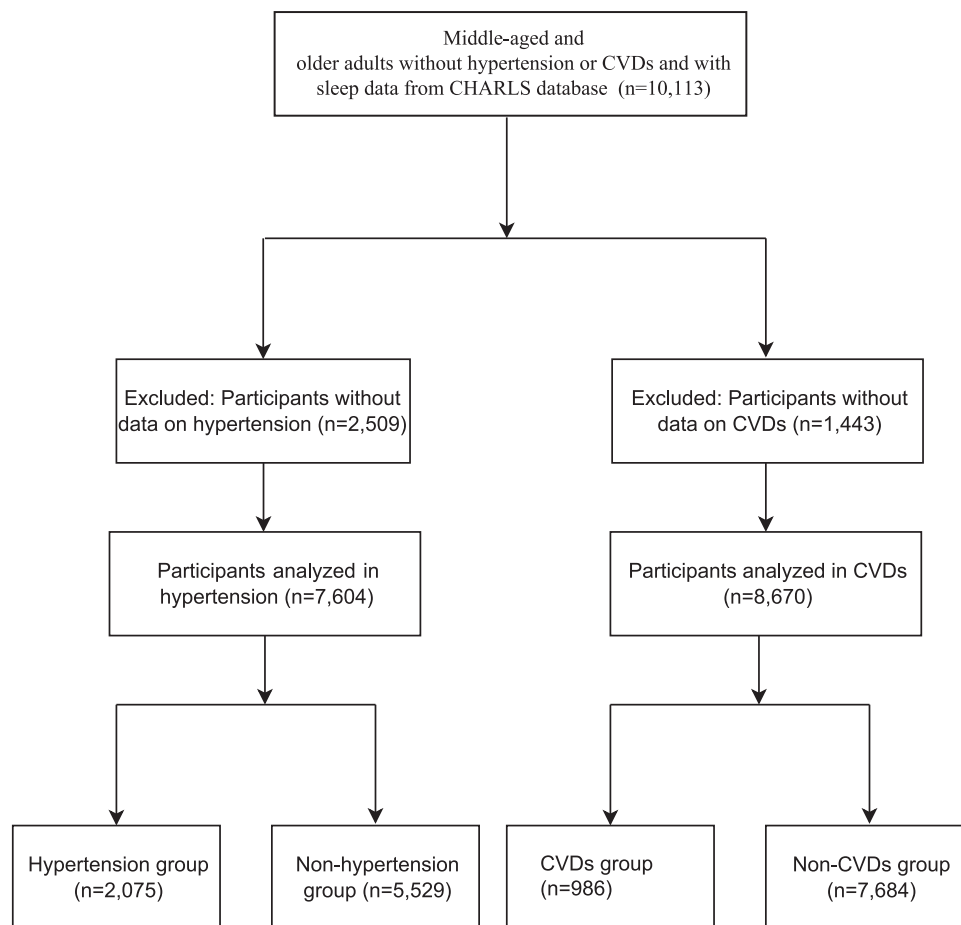 Middle-aged and
older adults without hypertension or CVDs and with
sleep data from CHARLS database (n=10,113)
Excluded: Participants without
data on hypertension (n=2,509)
Excluded: Participants without
data on CVDs (n=1,443)
Participants analyzed in
hypertension (n=7,604)
Participants analyzed in CVDs
(n=8,670)
Hypertension group
(n=2,075)
Non-hypertension
group (n=5,529)
CVDs group
(n=986)
Non-CVDs group
(n=7,684)